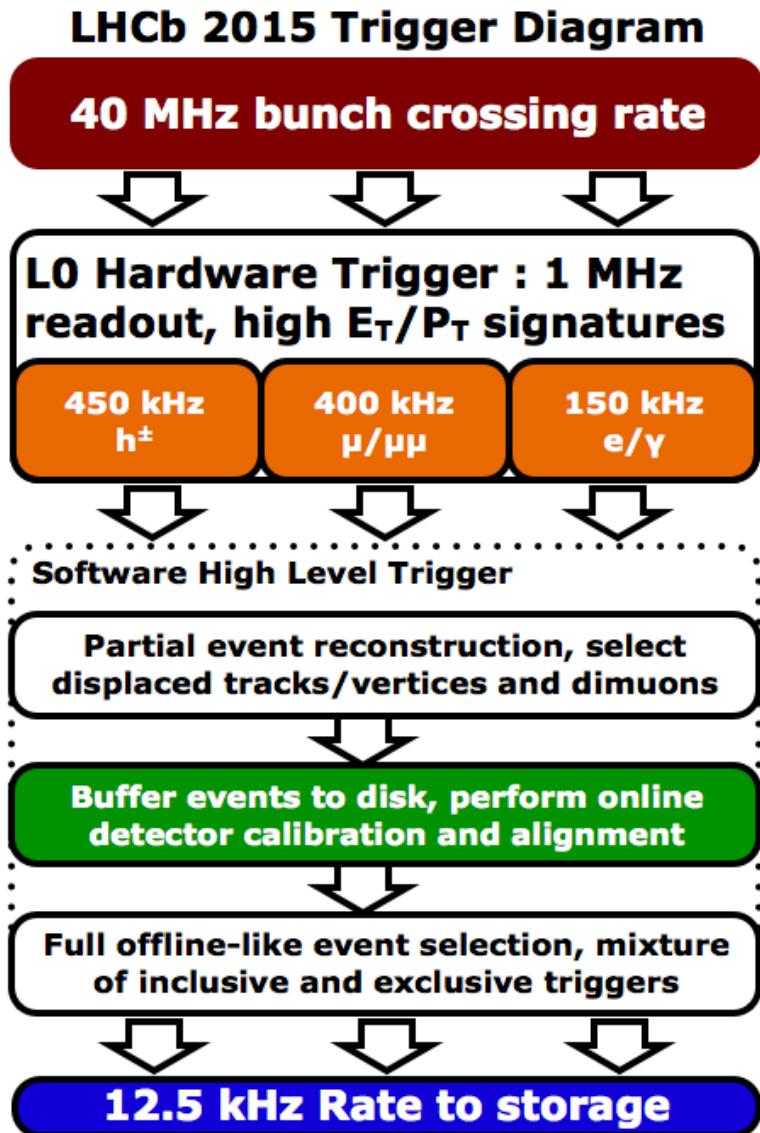 LHCb 2015 Trigger Diagram
40 MHz bunch crossing rate
L0 Hardware Trigger : 1 MHz
readout, high E_T/P_T signatures
450 kHz
h±
400 kHz
μ/μμ
150 kHz
e/γ
Software High Level Trigger
Partial event reconstruction, select
displaced tracks/vertices and dimuons
Buffer events to disk, perform online
detector calibration and alignment
Full offline-like event selection, mixture
of inclusive and exclusive triggers
12.5 kHz Rate to storage